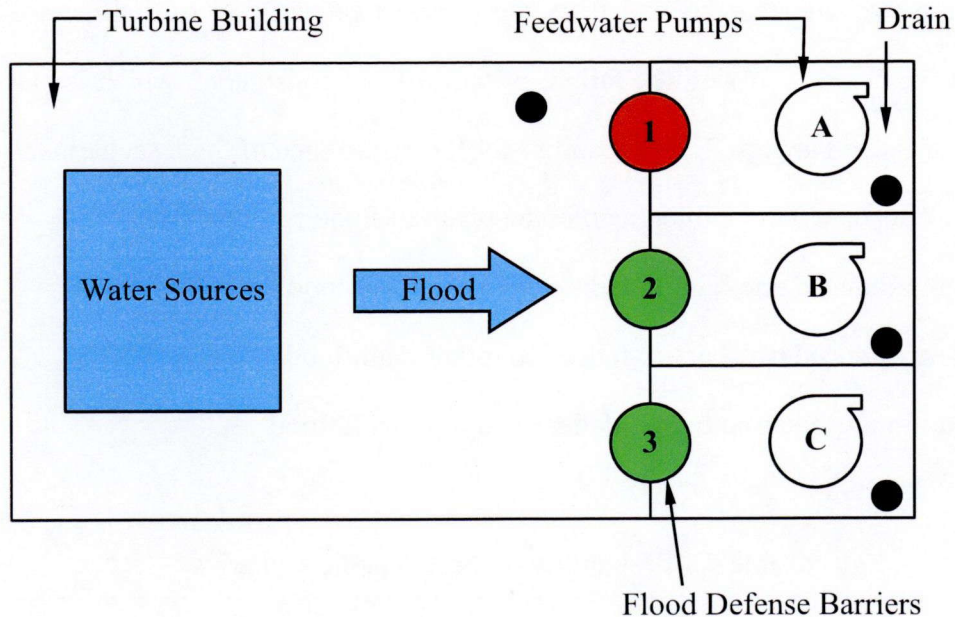 Turbine Building
Feedwater Pumps
Drain
1
A
Water Sources
Flood
2
B
3
C
Flood Defense Barriers